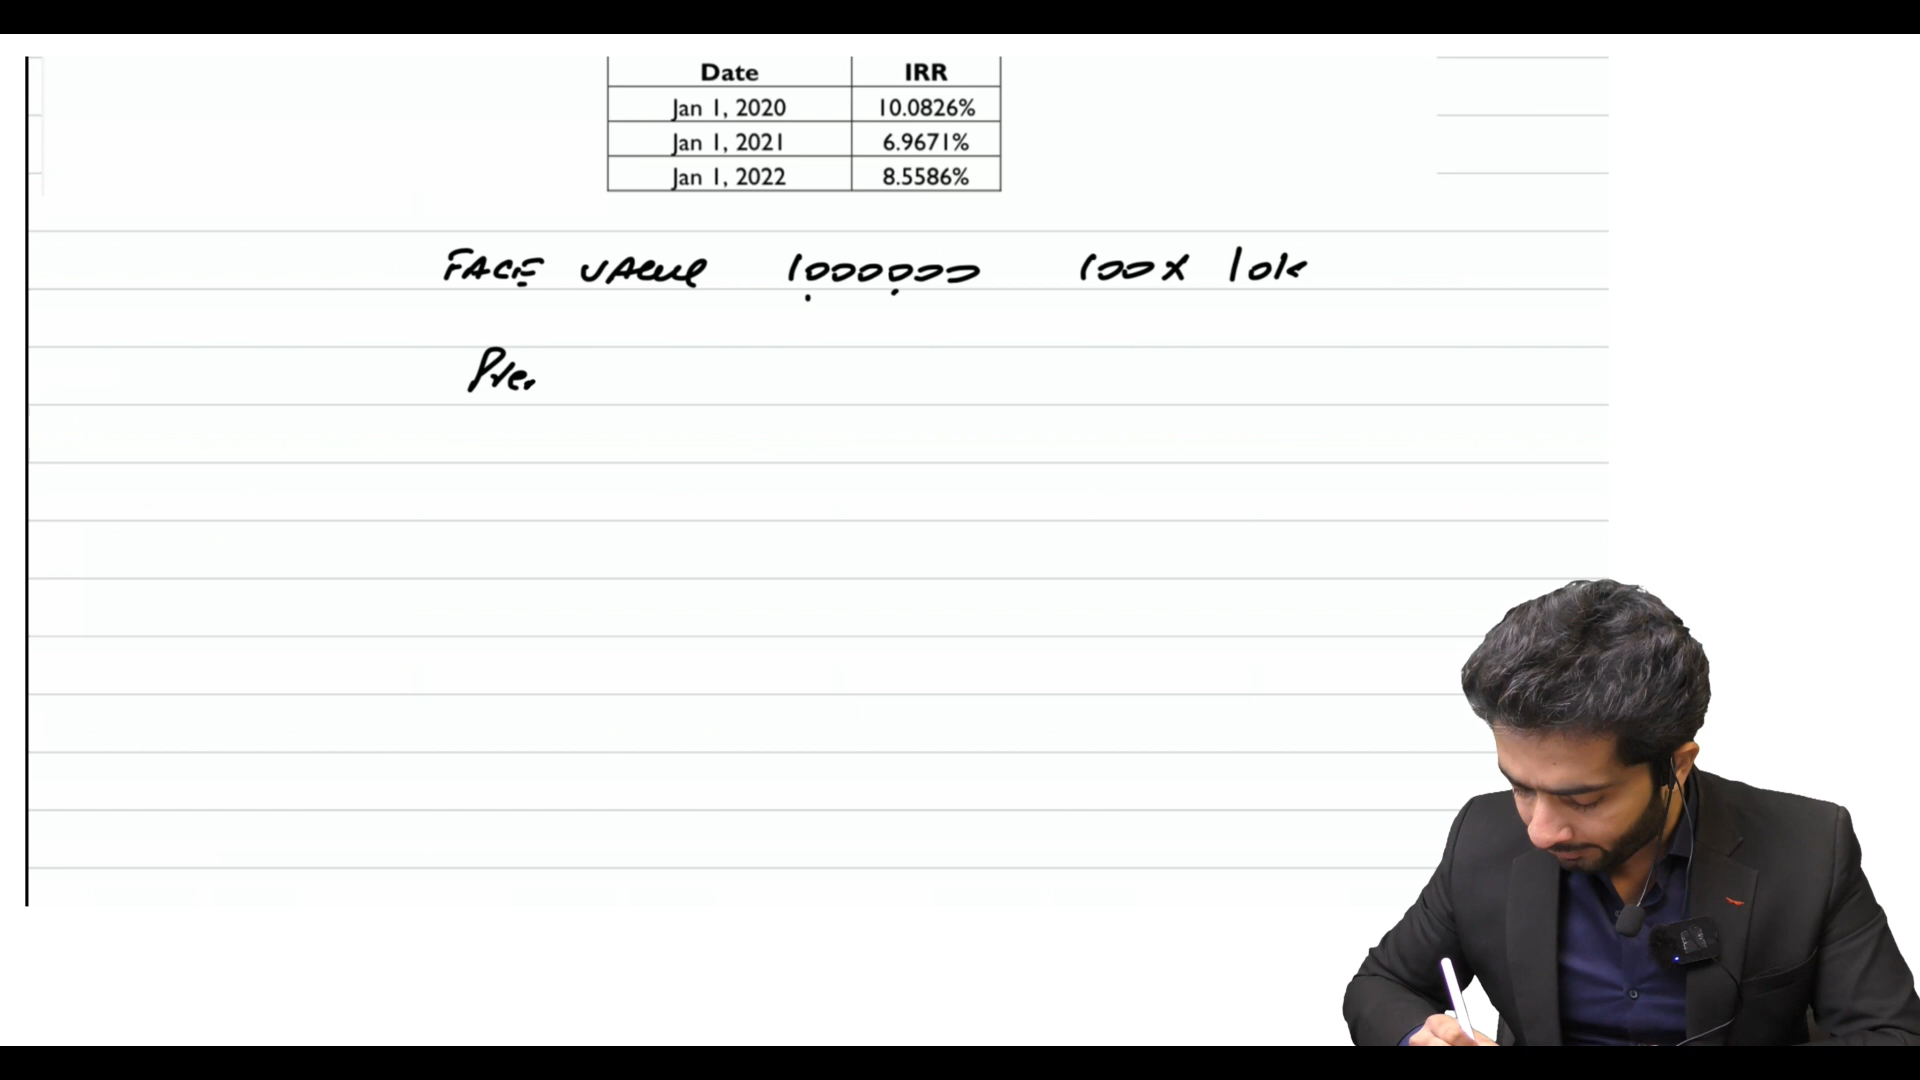 Date IRR
Jan 1, 2020 10.0826%
Jan 1, 2021 6.9671%
Jan 1, 2022 8.5586%
FACE VALUE 1000000 100 X 10K